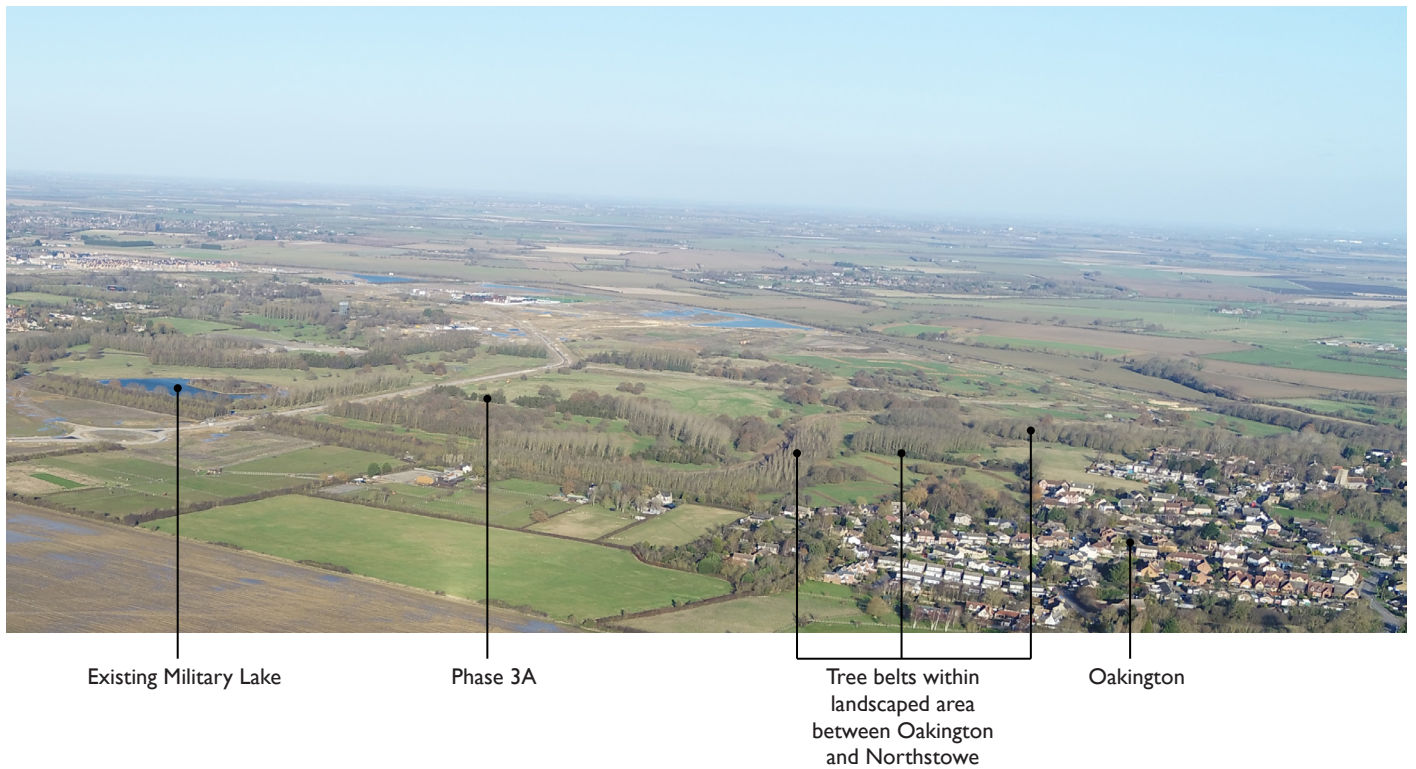 Existing Military Lake
Phase 3A
Tree belts within
landscaped area
between Oakington
and Northstowe
Oakington